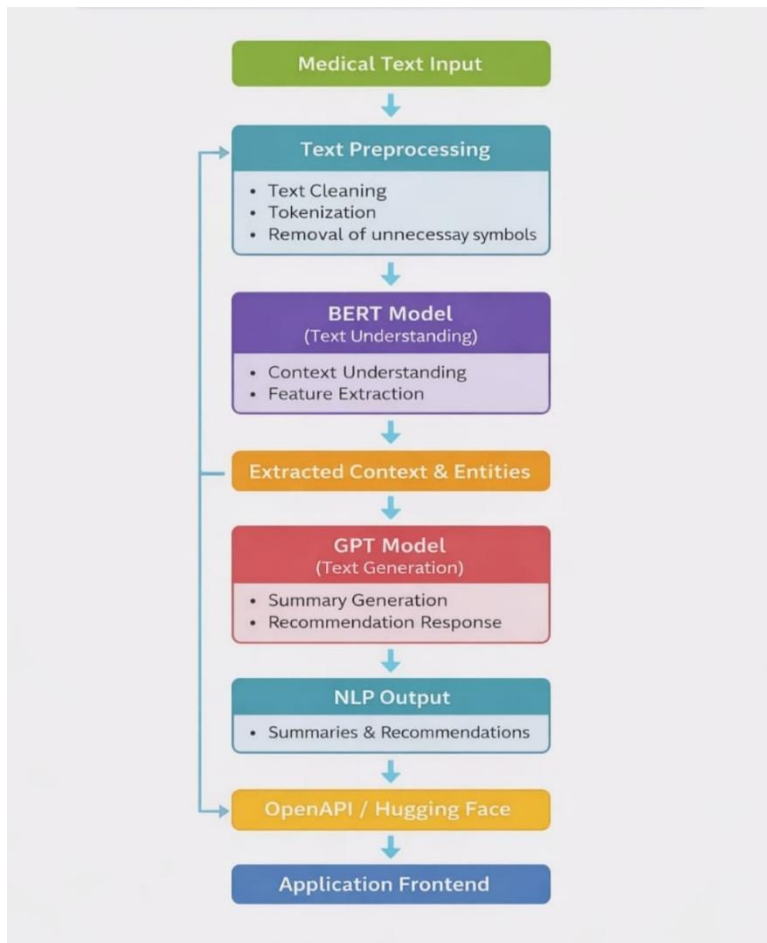 Medical Text Input
Text Preprocessing
• Text Cleaning
• Tokenization
• Removal of unnecessay symbols
BERT Model
(Text Understanding)
• Context Understanding
• Feature Extraction
Extracted Context & Entities
GPT Model
(Text Generation)
• Summary Generation
• Recommendation Response
NLP Output
• Summaries & Recommendations
OpenAPI / Hugging Face
Application Frontend